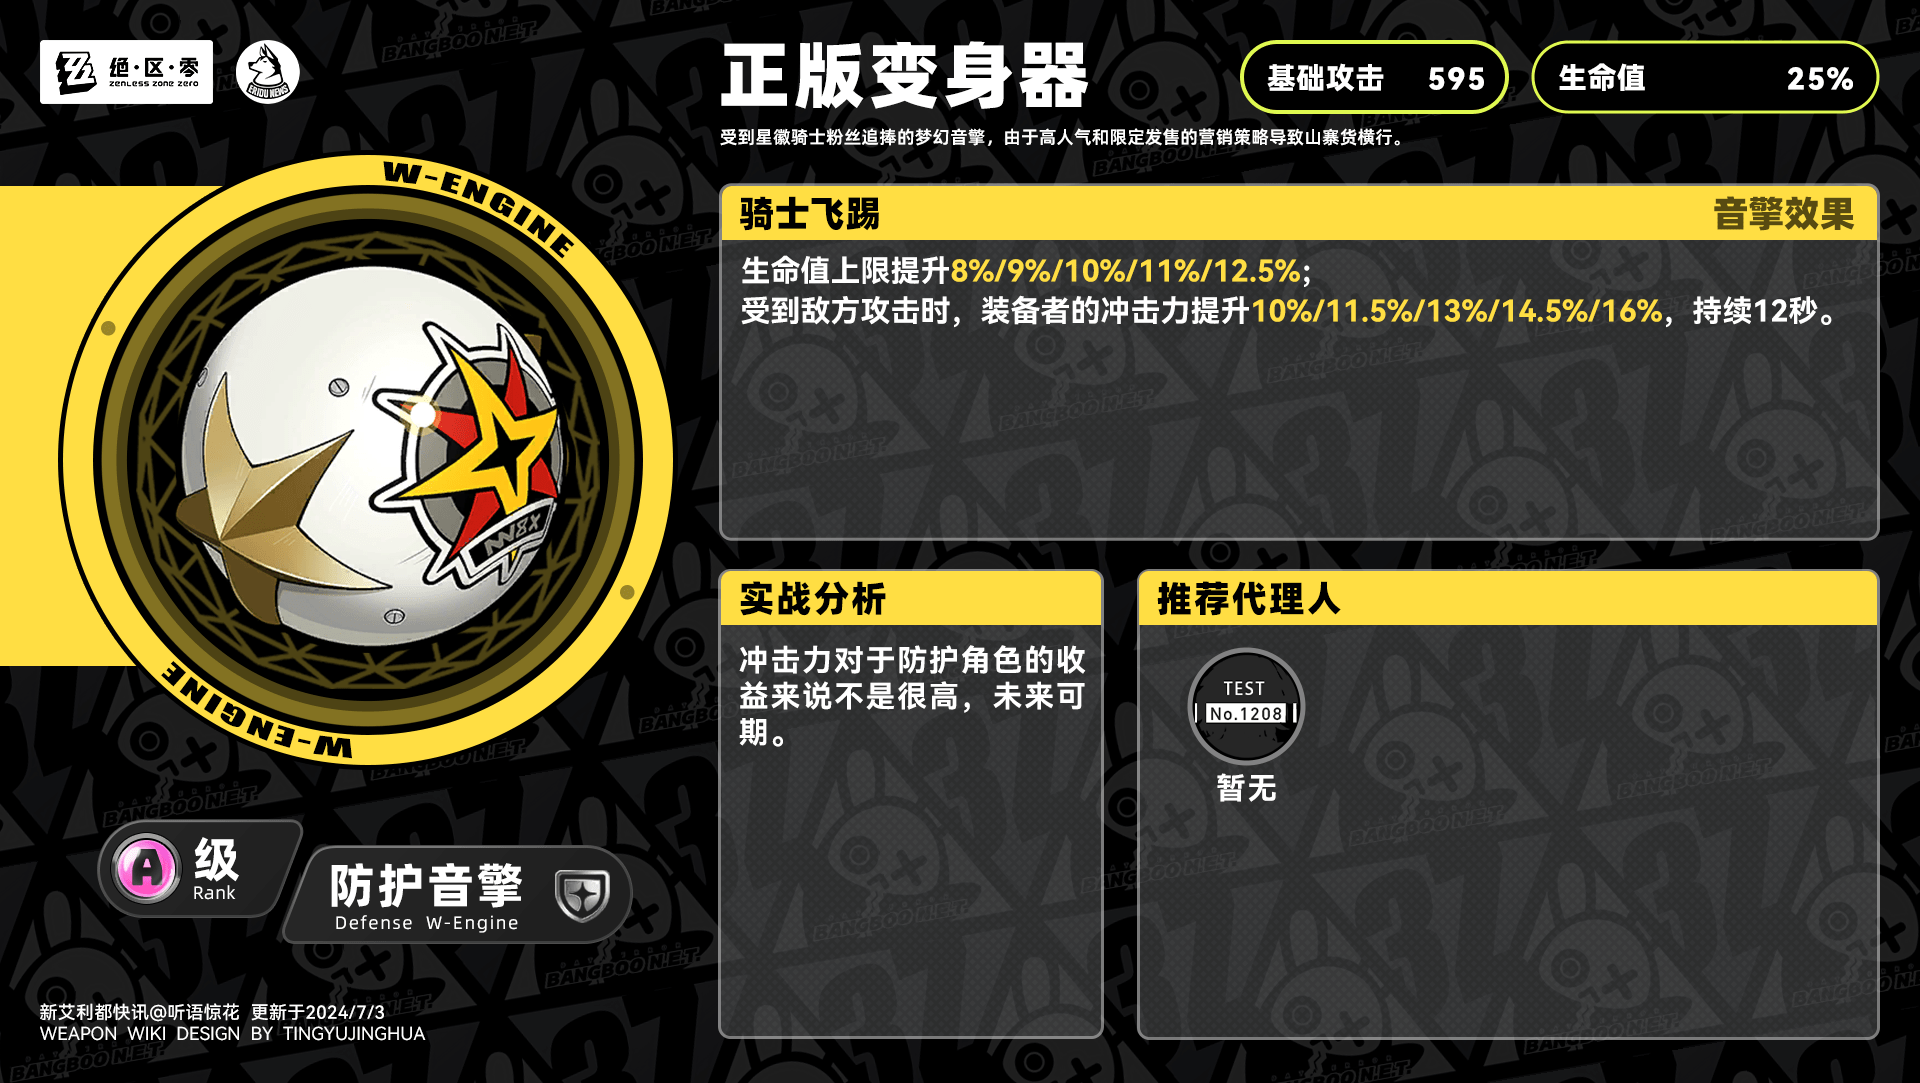 绝·区·零
ZENLESS ZONE ZERO
ERIDU NEWS
正版变身器
基础攻击 595
生命值 25%
受到星徽骑士粉丝追捧的梦幻音擎，由于高人气和限定发售的营销策略导致山寨货横行。
W-ENGINE
W-ENGINE
骑士飞踢
音擎效果
生命值上限提升8%/9%/10%/11%/12.5%；
受到敌方攻击时，装备者的冲击力提升10%/11.5%/13%/14.5%/16%，持续12秒。
实战分析
冲击力对于防护角色的收
益来说不是很高，未来可
期。
推荐代理人
TEST
No.1208
暂无
A
级
Rank
防护音擎
Defense W-Engine
新艾利都快讯@听语惊花 更新于2024/7/3
WEAPON WIKI DESIGN BY TINGYUJINGHUA
BANGBOO N.E.T.